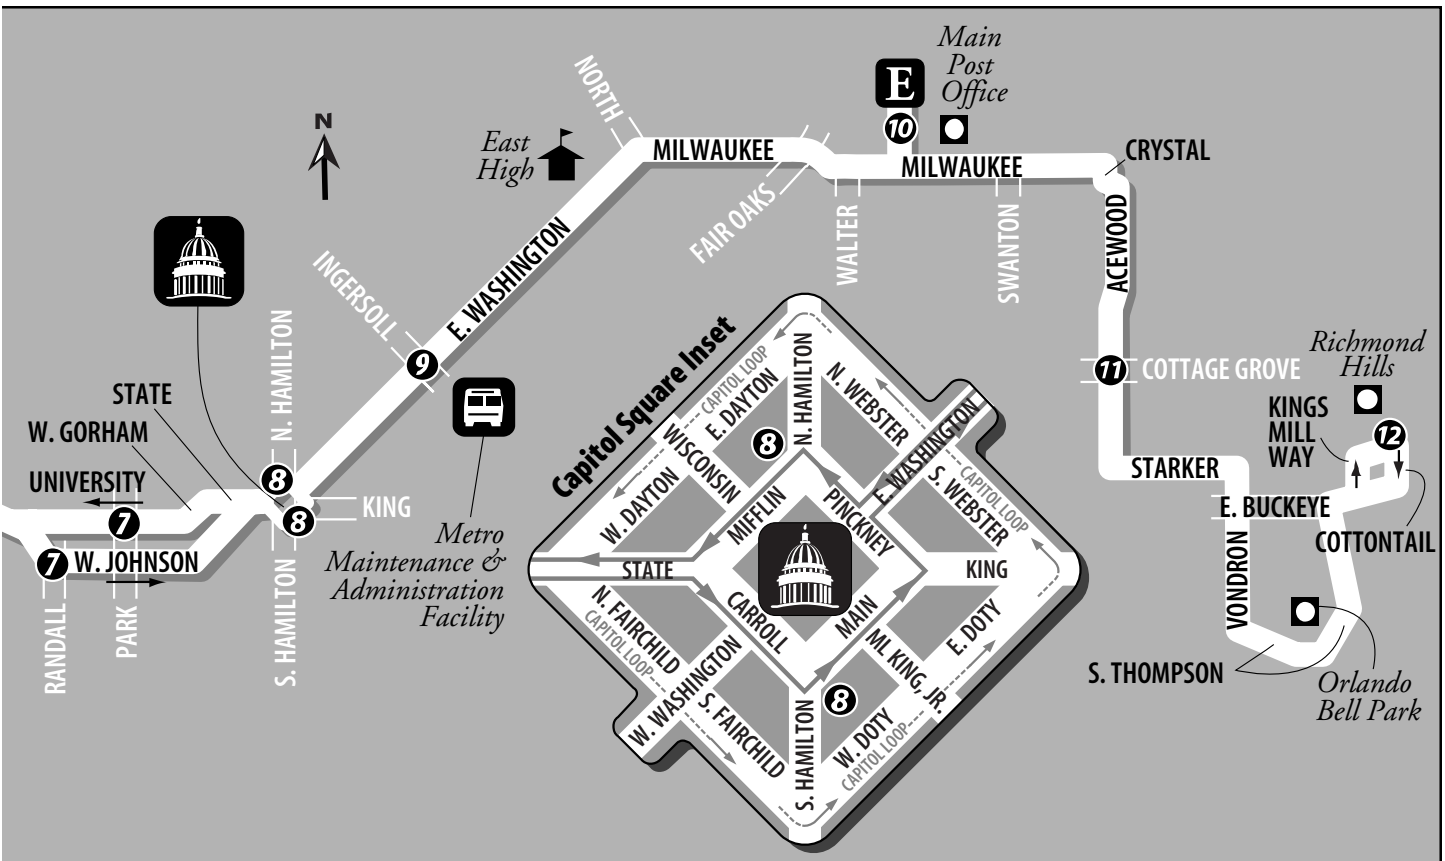 Main
Post
Office
E
10
NORTH
N
East
High
MILWAUKEE
MILWAUKEE
CRYSTAL
FAIR OAKS
WALTER
SWANTON
ACEWOOD
E. WASHINGTON
INGERSOLL
9
N. HAMILTON
STATE
W. GORHAM
UNIVERSITY
8
8
KING
7
7
W. JOHNSON
RANDALL
PARK
S. HAMILTON
Metro
Maintenance &
Administration
Facility
Capitol Square Inset
CAPITOL LOOP
E. DAYTON
N. HAMILTON
N. WEBSTER
WISCONSIN
8
E. WASHINGTON
W. DAYTON
MIFFLIN
PINCKNEY
S. WEBSTER
CAPITOL LOOP
STATE
KING
N. FAIRCHILD
CAPITOL LOOP
CARROLL
MAIN
E. DOTY
W. WASHINGTON
ML KING, JR.
S. FAIRCHILD
8
S. HAMILTON
W. DOTY
CAPITOL LOOP
11
COTTAGE GROVE
Richmond
Hills
KINGS
MILL
WAY
12
STARKER
E. BUCKEYE
COTTONTAIL
VONDRON
S. THOMPSON
Orlando
Bell Park